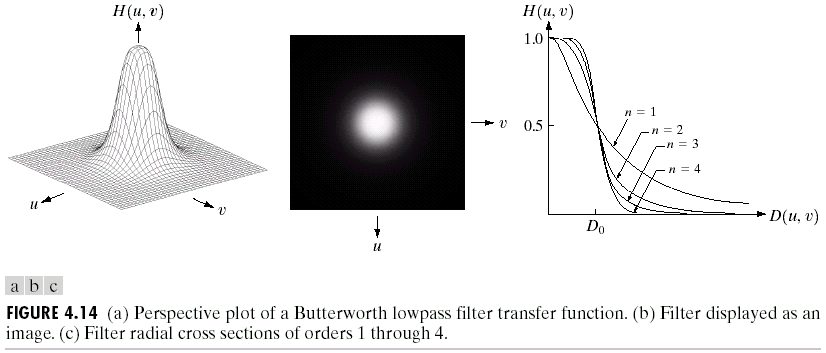 H(u, v)
u
v
v
u
H(u, v)
1.0
0.5
n = 1
n = 2
n = 3
n = 4
D₀
D(u, v)
a b c
FIGURE 4.14 (a) Perspective plot of a Butterworth lowpass filter transfer function. (b) Filter displayed as an
image. (c) Filter radial cross sections of orders 1 through 4.